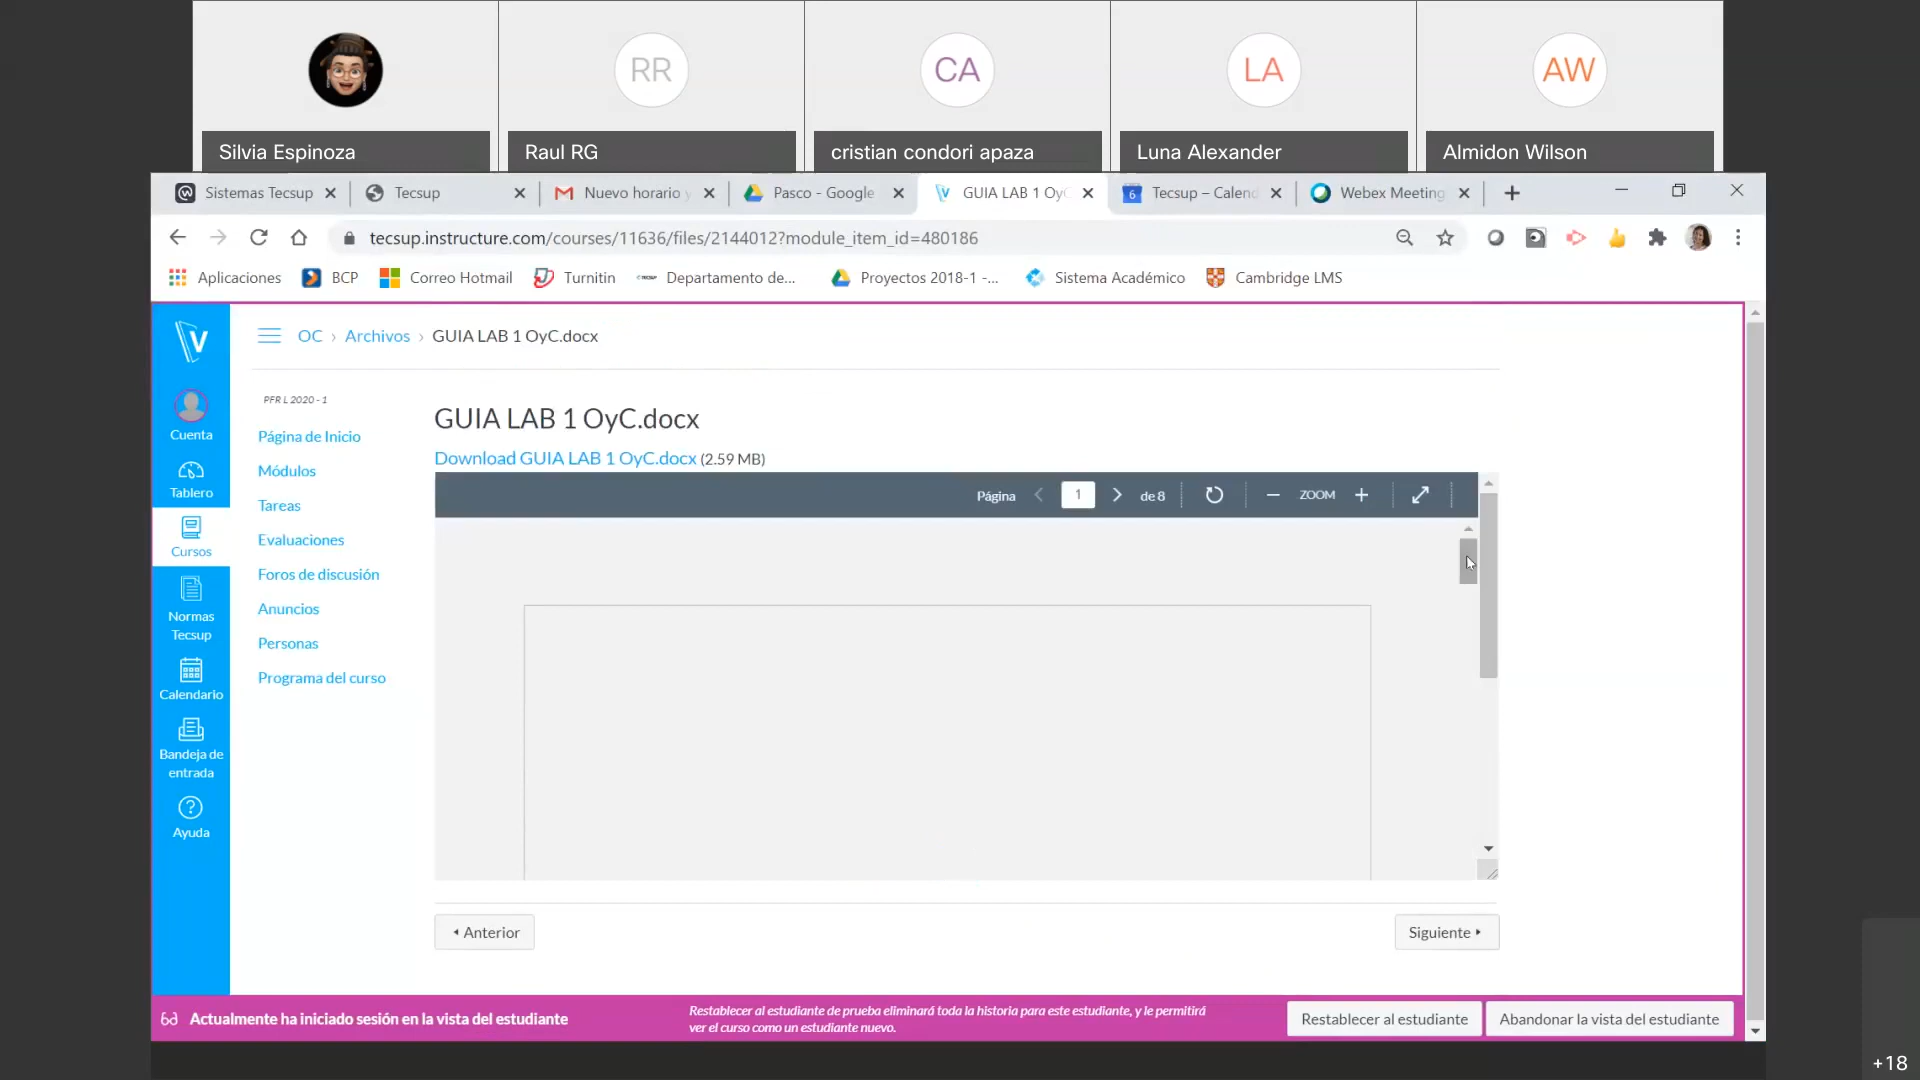 RR
CA
LA
AW
Silvia Espinoza
Raul RG
cristian condori apaza
Luna Alexander
Almidon Wilson
Sistemas Tecsup
Tecsup
Nuevo horario y
Pasco - Google
GUIA LAB 1 OyC
6
Tecsup – Calend
Webex Meeting
tecsup.instructure.com/courses/11636/files/2144012?module_item_id=480186
Aplicaciones
BCP
Correo Hotmail
Turnitin
Departamento de...
Proyectos 2018-1 -...
Sistema Académico
Cambridge LMS
V
OC › Archivos › GUIA LAB 1 OyC.docx
Cuenta
Tablero
Cursos
Normas
Tecsup
Calendario
Bandeja de
entrada
Ayuda
PFR L 2020 - 1
Página de Inicio
Módulos
Tareas
Evaluaciones
Foros de discusión
Anuncios
Personas
Programa del curso
GUIA LAB 1 OyC.docx
Download GUIA LAB 1 OyC.docx (2.59 MB)
Página 1 de 8 ZOOM
Anterior
Siguiente
Actualmente ha iniciado sesión en la vista del estudiante
Restablecer al estudiante de prueba eliminará toda la historia para este estudiante, y le permitirá
ver el curso como un estudiante nuevo.
Restablecer al estudiante
Abandonar la vista del estudiante
+18